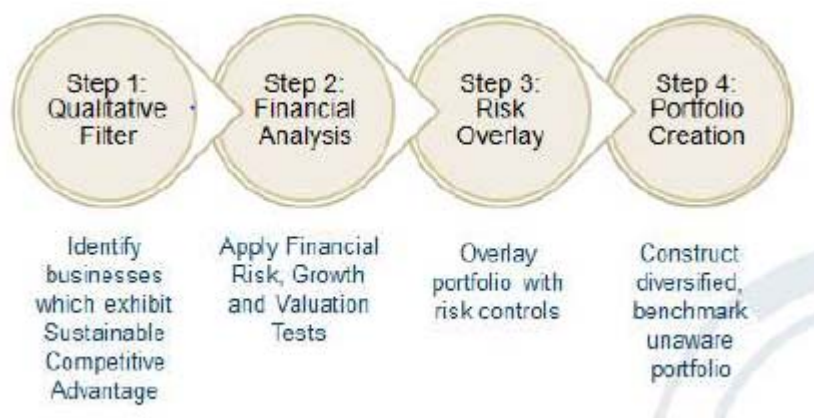 Step 1:
Qualitative
Filter
Step 2:
Financial
Analysis
Step 3:
Risk
Overlay
Step 4:
Portfolio
Creation
Identify
businesses
which exhibit
Sustainable
Competitive
Advantage
Apply Financial
Risk, Growth
and Valuation
Tests
Overlay
portfolio with
risk controls
Construct
diversified,
benchmark
unaware
portfolio